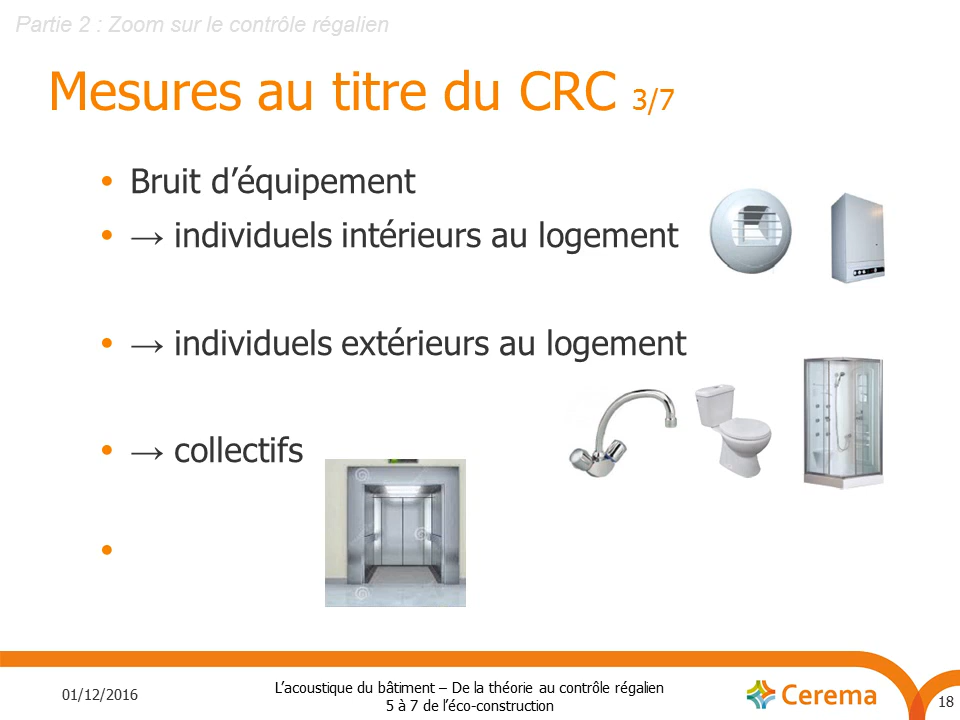 Partie 2 : Zoom sur le contrôle régalien
Mesures au titre du CRC 3/7
• Bruit d’équipement
• → individuels intérieurs au logement
• → individuels extérieurs au logement
• → collectifs
•
01/12/2016
L’acoustique du bâtiment – De la théorie au contrôle régalien
5 à 7 de l’éco-construction
Cerema
18